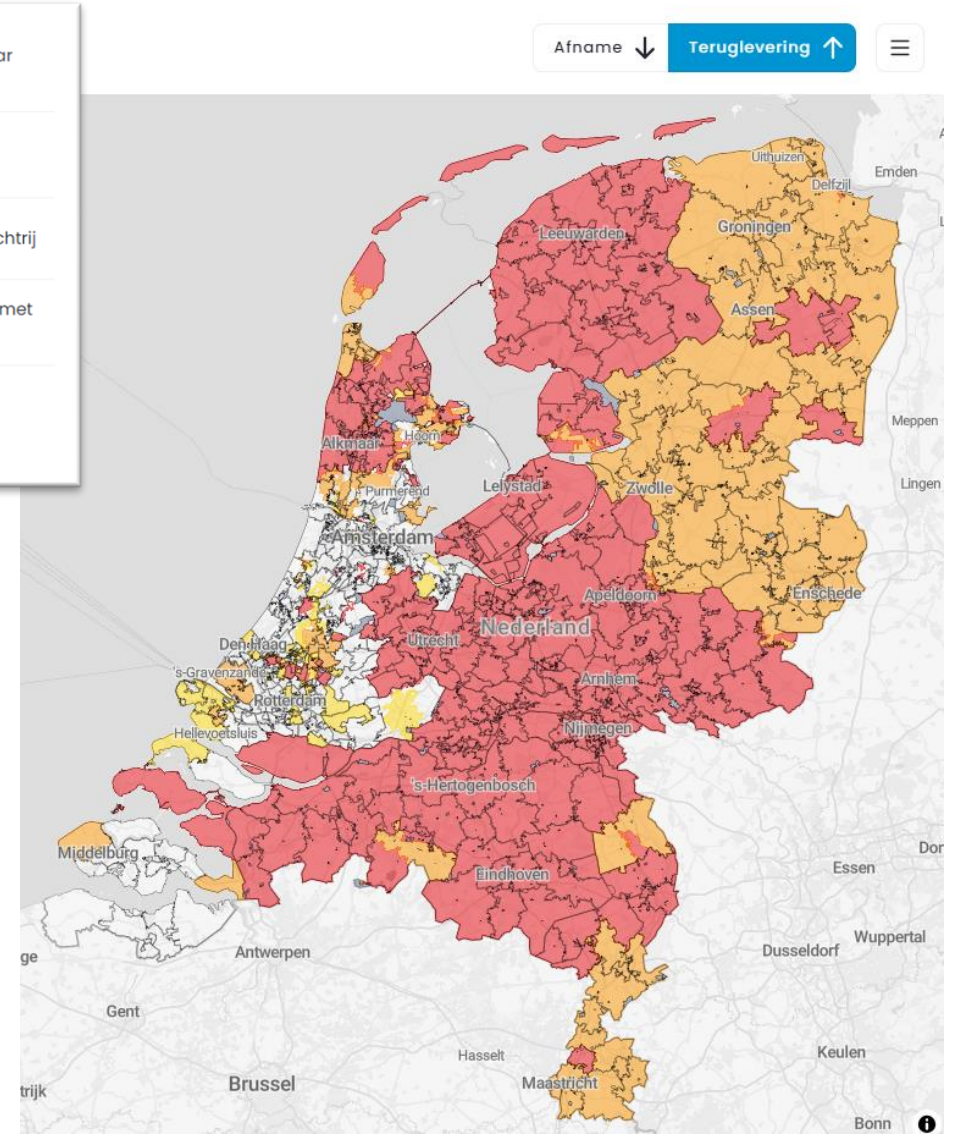 Afname
Teruglevering
ar
chtrij
met
Uithuizen
Delfzijl
Emden
Leeuwarden
Groningen
Assen
Meppen
Alkmaar
Hoorn
Lelystad
Lingen
Purmerend
Zwolle
Amsterdam
Apeldoorn
Enschede
Den Haag
Utrecht
Nederland
's-Gravenzande
Arnhem
Rotterdam
Hellevoetsluis
Nijmegen
's-Hertogenbosch
Middelburg
Dor
Essen
Eindhoven
ge
Antwerpen
Dusseldorf
Wuppertal
Gent
Hasselt
Keulen
trijk
Brussel
Maastricht
Bonn